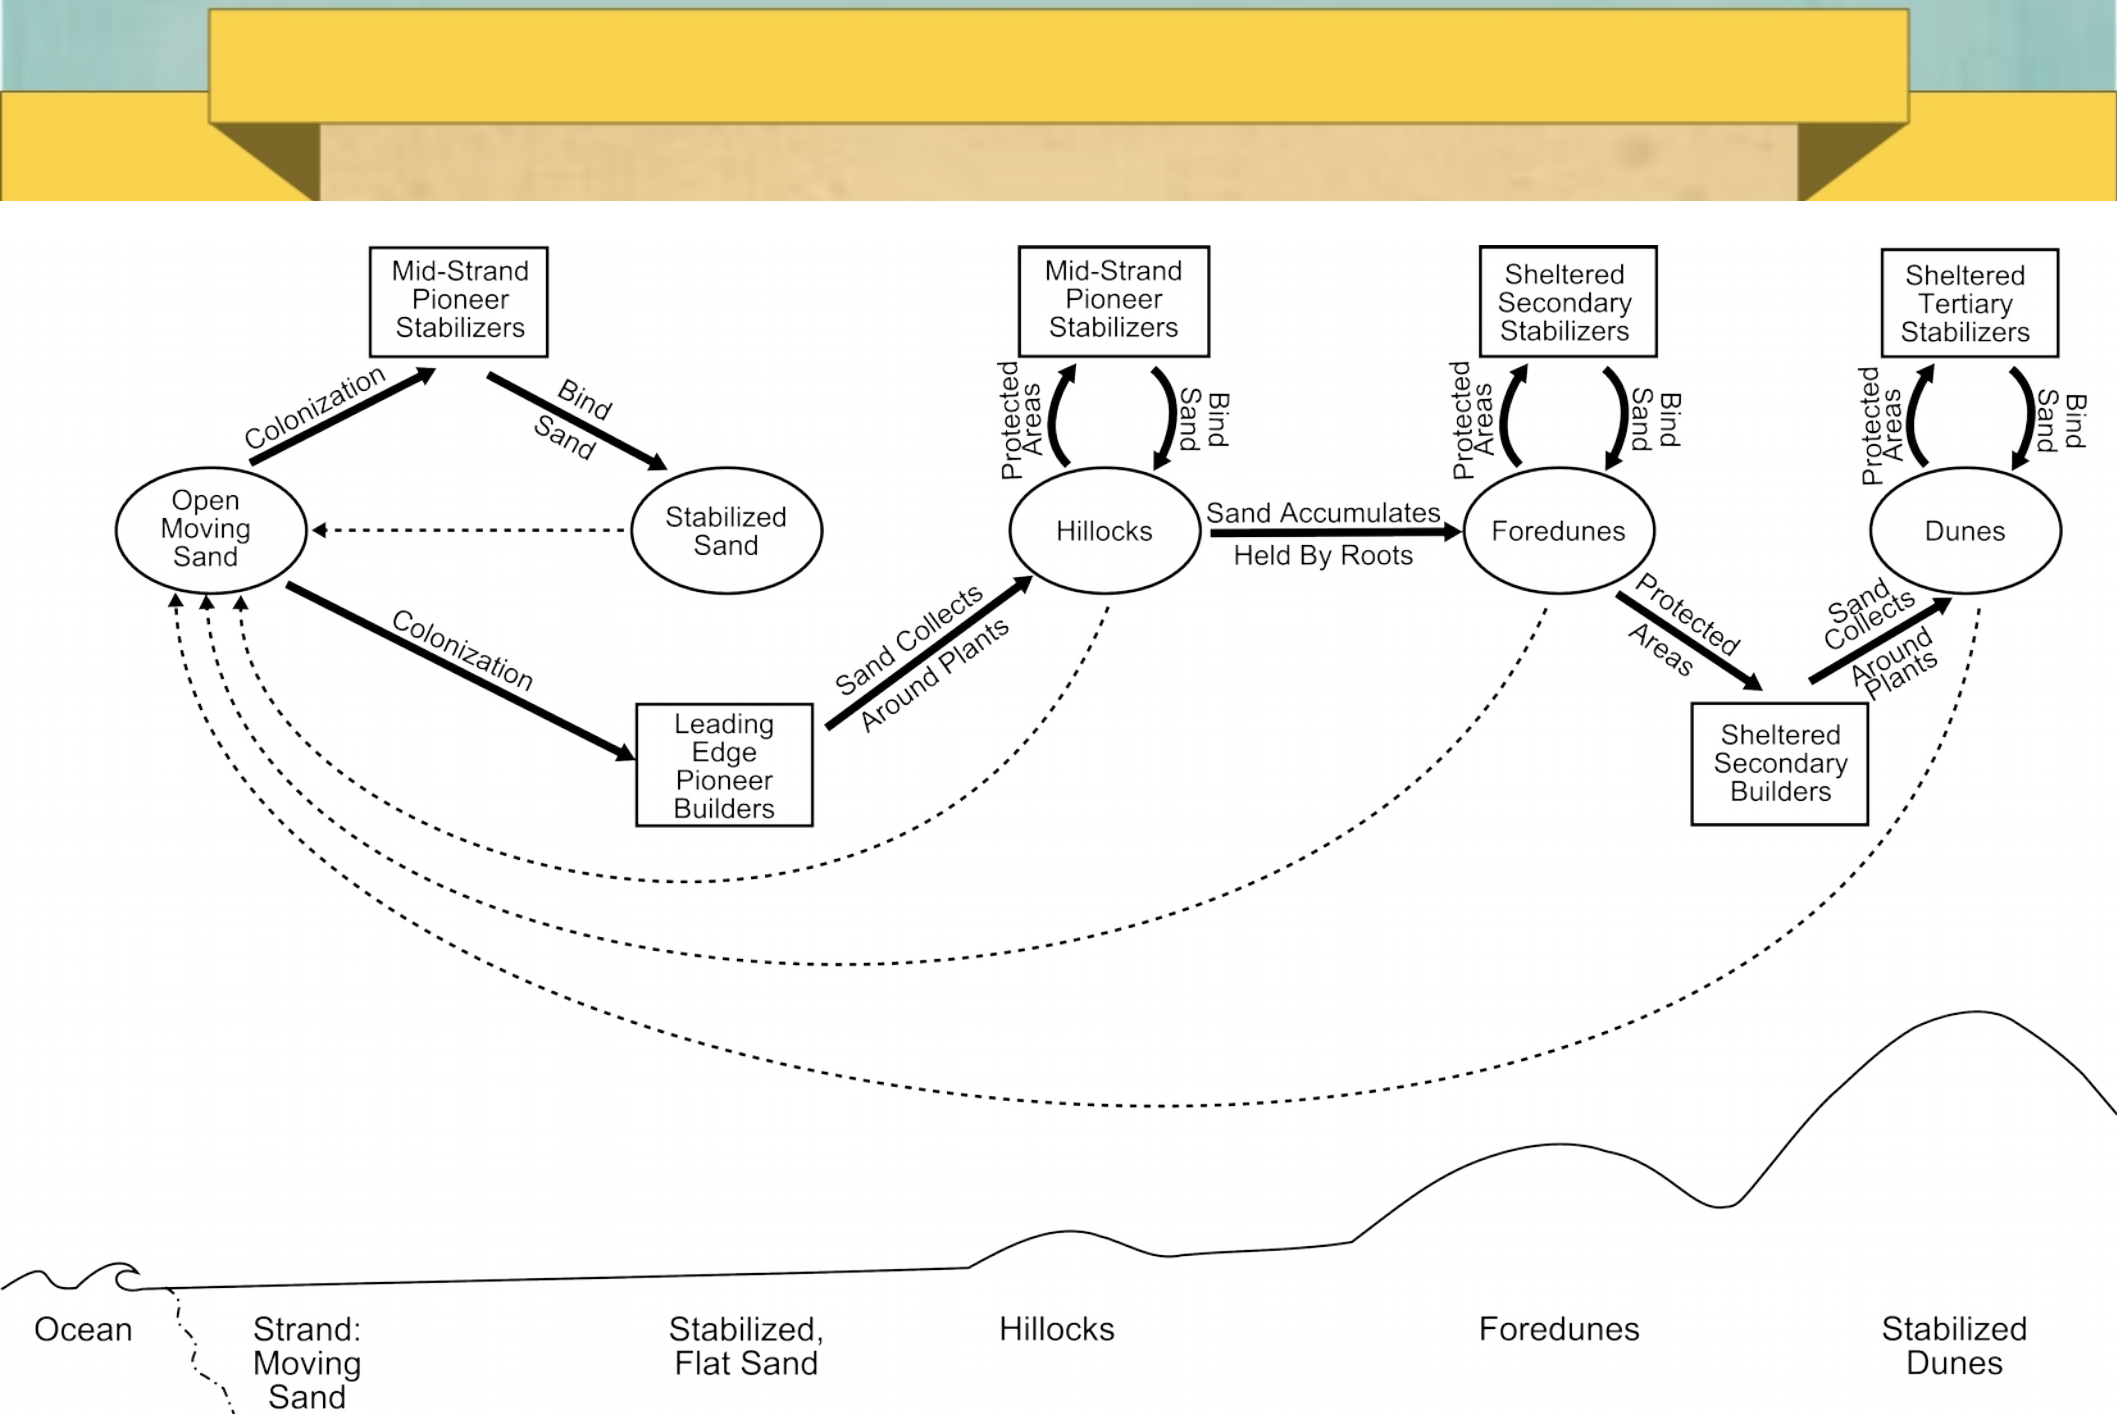 Mid-Strand
Pioneer
Stabilizers
Mid-Strand
Pioneer
Stabilizers
Sheltered
Secondary
Stabilizers
Sheltered
Tertiary
Stabilizers
Colonization
Bind
Sand
Protected
Areas
Bind
Sand
Protected
Areas
Bind
Sand
Protected
Areas
Bind
Sand
Open
Moving
Sand
Stabilized
Sand
Hillocks
Sand Accumulates
Held By Roots
Foredunes
Dunes
Colonization
Sand Collects
Around Plants
Protected
Areas
Sand
Collects
Around
Plants
Leading
Edge
Pioneer
Builders
Sheltered
Secondary
Builders
Ocean
Strand:
Moving
Sand
Stabilized,
Flat Sand
Hillocks
Foredunes
Stabilized
Dunes